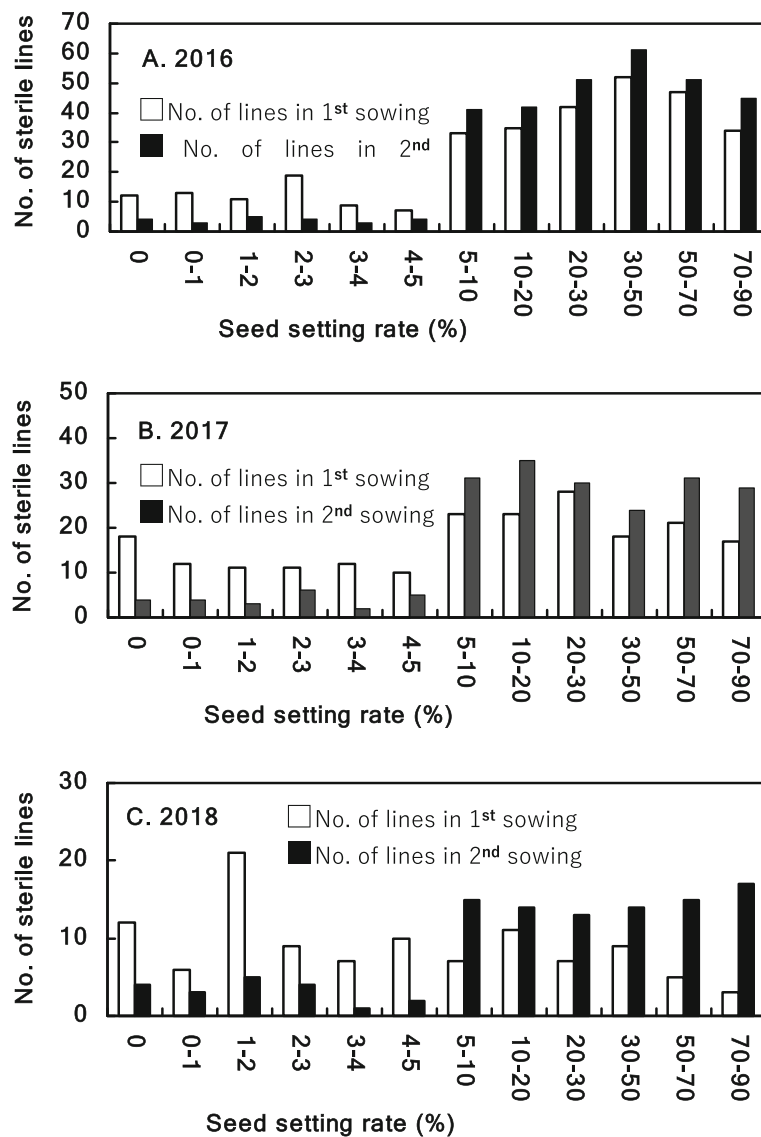 70
60
50
40
30
20
10
0
No. of sterile lines
A. 2016
No. of lines in 1st sowing
No. of lines in 2nd
0 0-1 1-2 2-3 3-4 4-5 5-10 10-20 20-30 30-50 50-70 70-90
Seed setting rate (%)
50
40
30
20
10
0
No. of sterile lines
B. 2017
No. of lines in 1st sowing
No. of lines in 2nd sowing
0 0-1 1-2 2-3 3-4 4-5 5-10 10-20 20-30 30-50 50-70 70-90
Seed setting rate (%)
30
20
10
0
No. of sterile lines
C. 2018
No. of lines in 1st sowing
No. of lines in 2nd sowing
0 0-1 1-2 2-3 3-4 4-5 5-10 10-20 20-30 30-50 50-70 70-90
Seed setting rate (%)